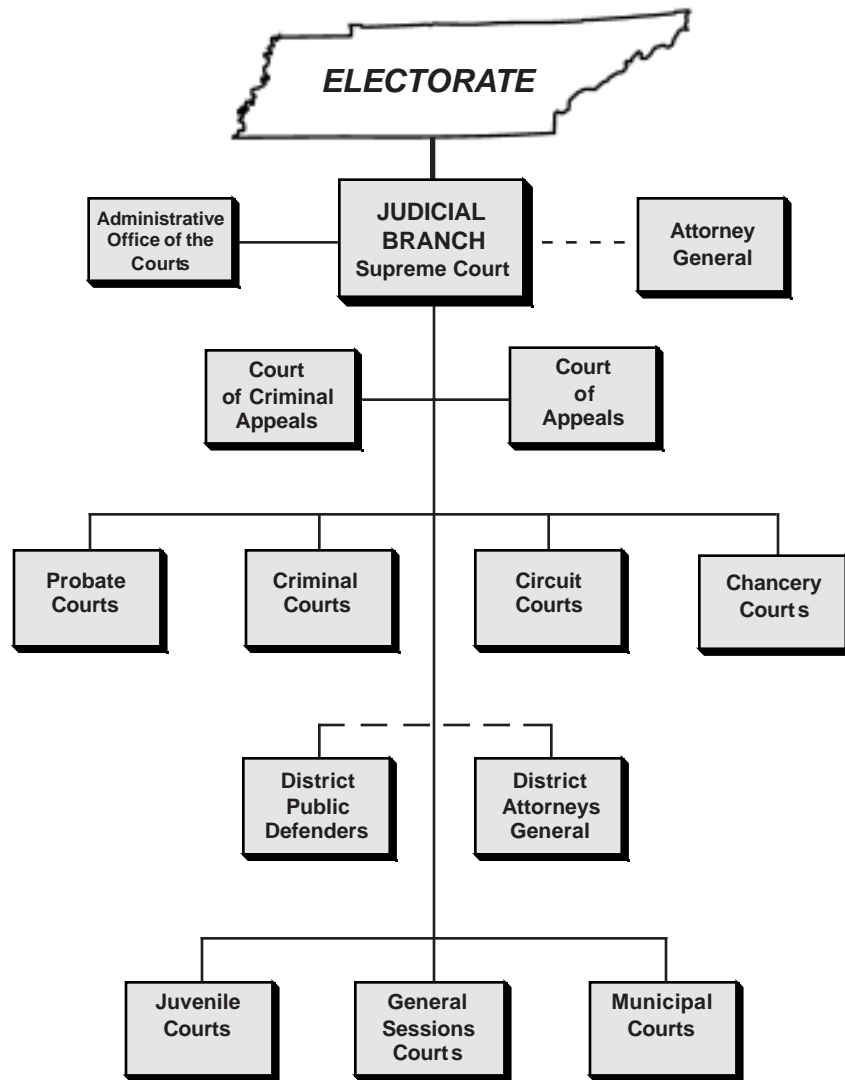 ELECTORATE
JUDICIAL
BRANCH
Supreme Court
Administrative
Office of the
Courts
Attorney
General
Court
of Criminal
Appeals
Court
of
Appeals
Probate
Courts
Criminal
Courts
Circuit
Courts
Chancery
Courts
District
Public
Defenders
District
Attorneys
General
Juvenile
Courts
General
Sessions
Courts
Municipal
Courts